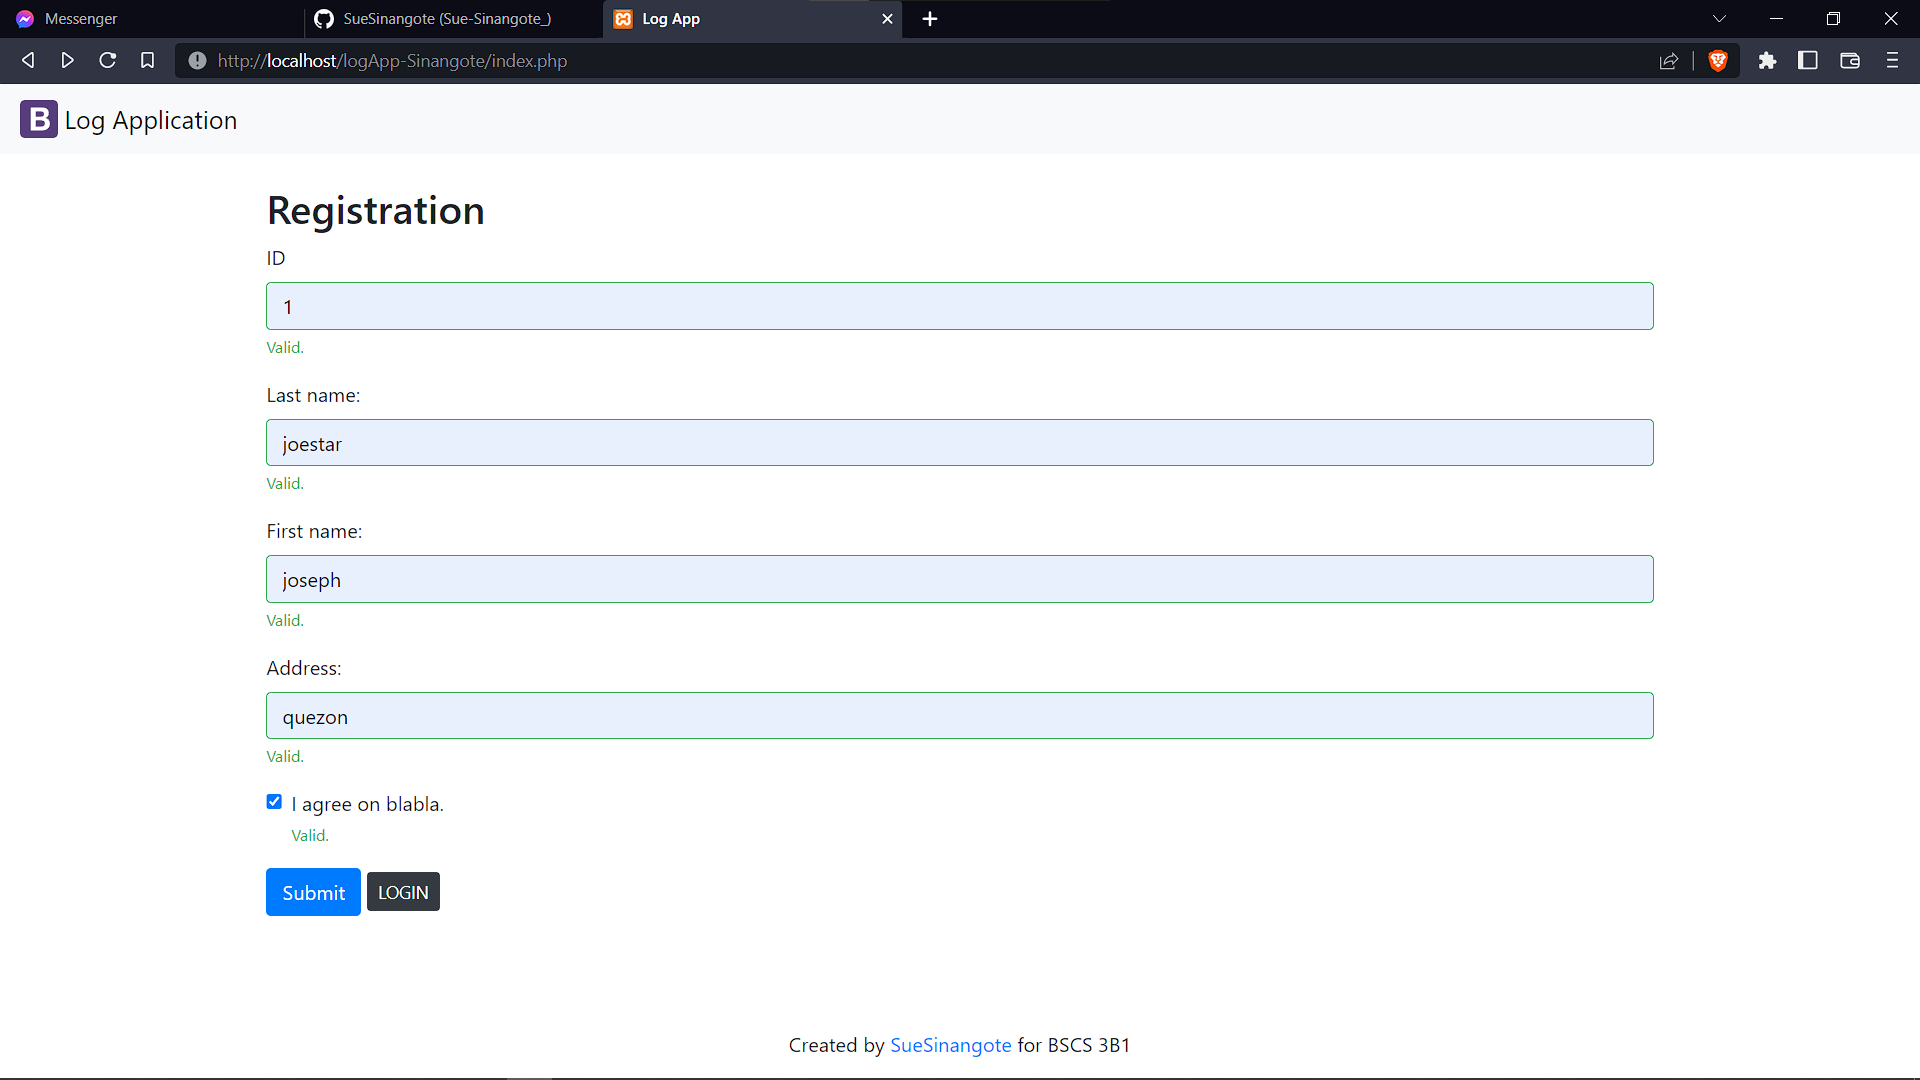 Messenger
SueSinangote (Sue-Sinangote_)
Log App
http://localhost/logApp-Sinangote/index.php
B Log Application
Registration
ID
1
Valid.
Last name:
joestar
Valid.
First name:
joseph
Valid.
Address:
quezon
Valid.
I agree on blabla.
Valid.
Submit LOGIN
Created by SueSinangote for BSCS 3B1